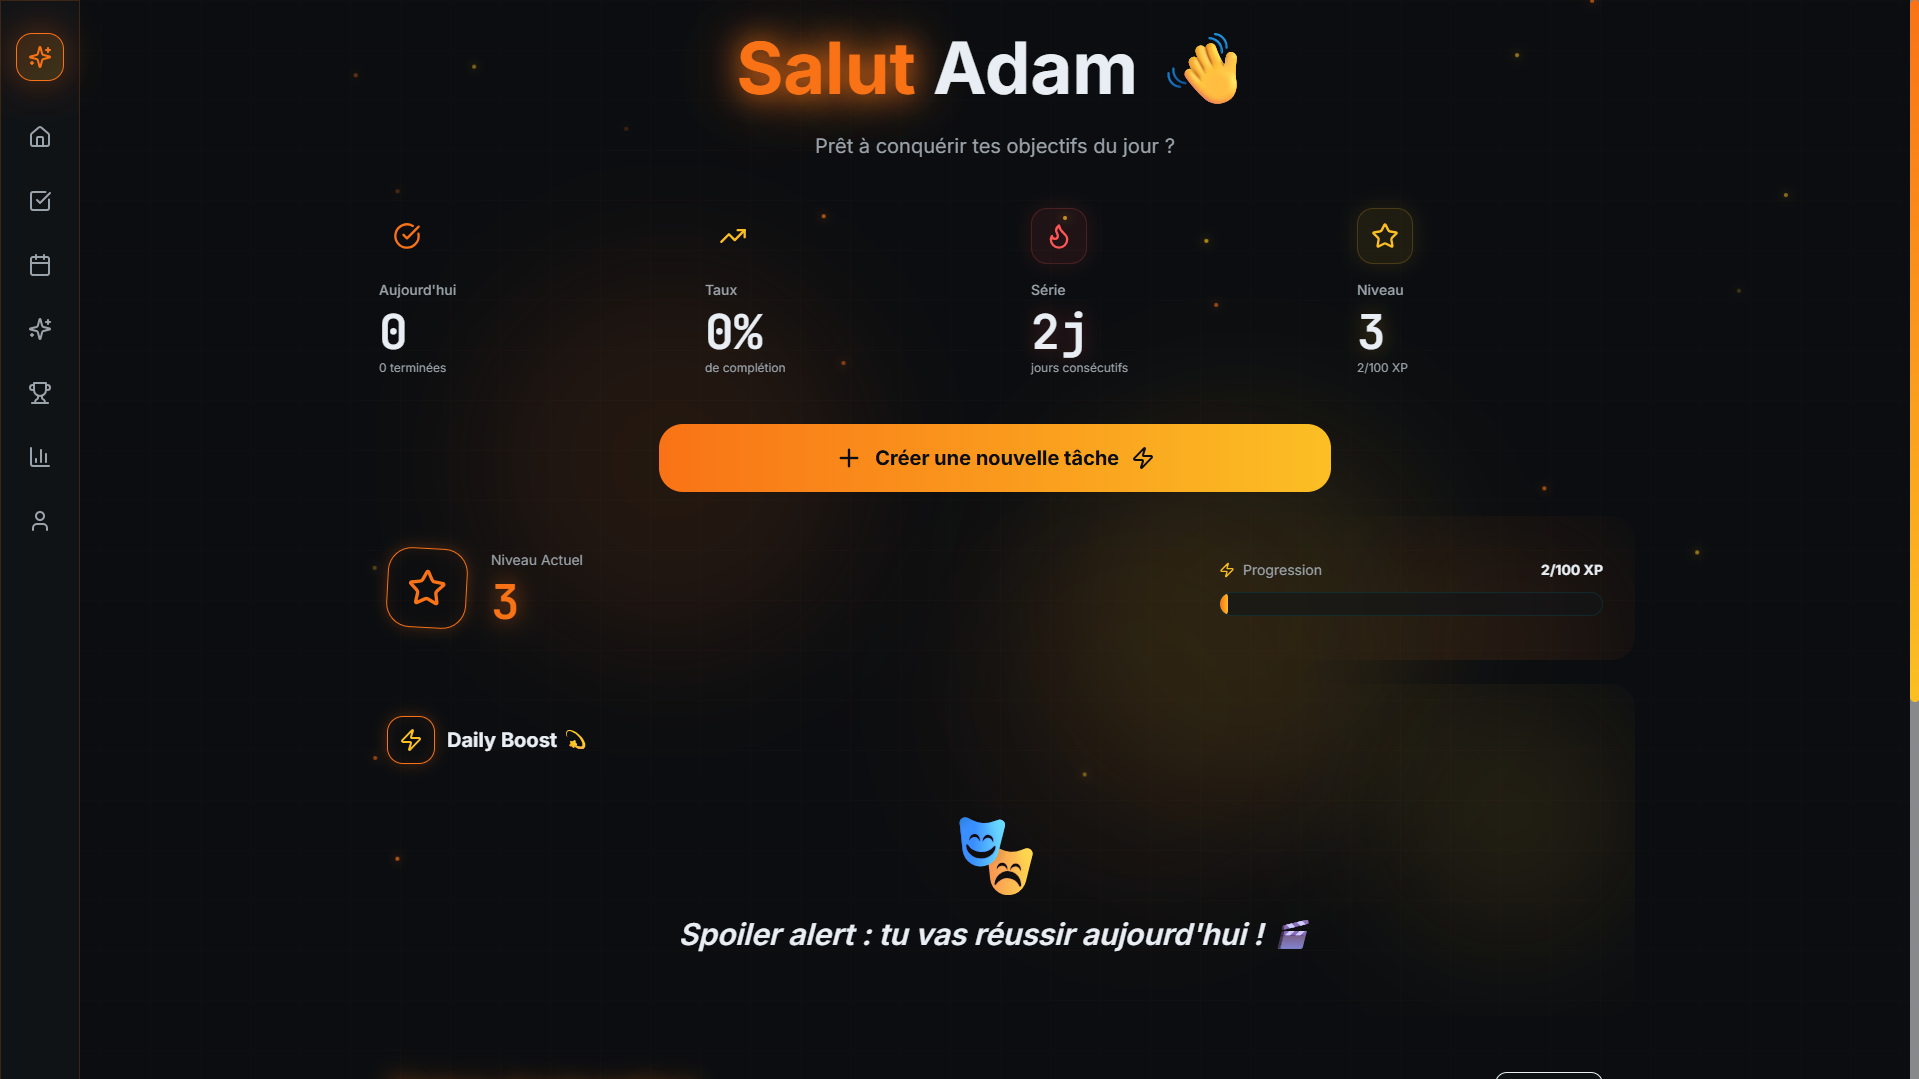 Salut Adam 👋
Prêt à conquérir tes objectifs du jour ?
Aujourd'hui
0
0 terminées
Taux
0%
de complétion
Série
2j
jours consécutifs
Niveau
3
2/100 XP
Créer une nouvelle tâche
Niveau Actuel
3
Progression
2/100 XP
Daily Boost 💫
Spoiler alert : tu vas réussir aujourd'hui ! 🎬